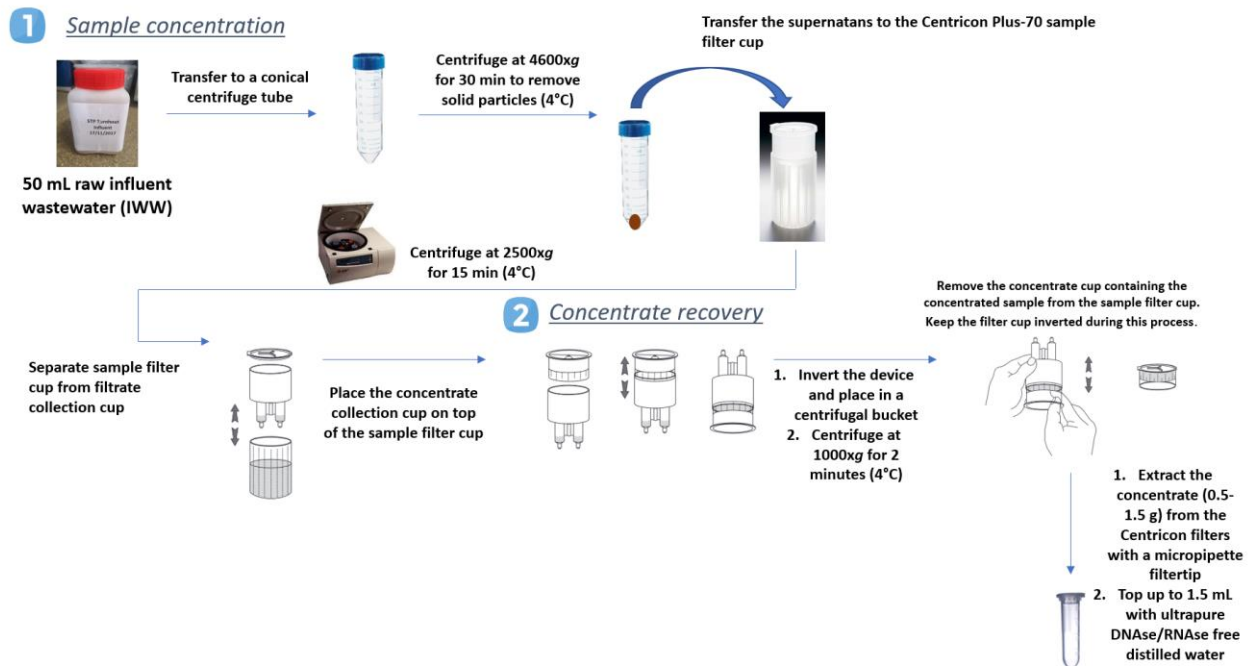 1 Sample concentration
Transfer the supernatans to the Centricon Plus-70 sample
filter cup
Transfer to a conical
centrifuge tube
Centrifuge at 4600xg
for 30 min to remove
solid particles (4°C)
Influent
50 mL raw influent
wastewater (IWW)
Centrifuge at 2500xg
for 15 min (4°C)
Separate sample filter
cup from filtrate
collection cup
2 Concentrate recovery
Place the concentrate
collection cup on top
of the sample filter cup
1. Invert the device
and place in a
centrifugal bucket
2. Centrifuge at
1000xg for 2
minutes (4°C)
Remove the concentrate cup containing the
concentrated sample from the sample filter cup.
Keep the filter cup inverted during this process.
1. Extract the
concentrate (0.5-
1.5 g) from the
Centricon filters
with a micropipette
filtertip
2. Top up to 1.5 mL
with ultrapure
DNAse/RNAse free
distilled water